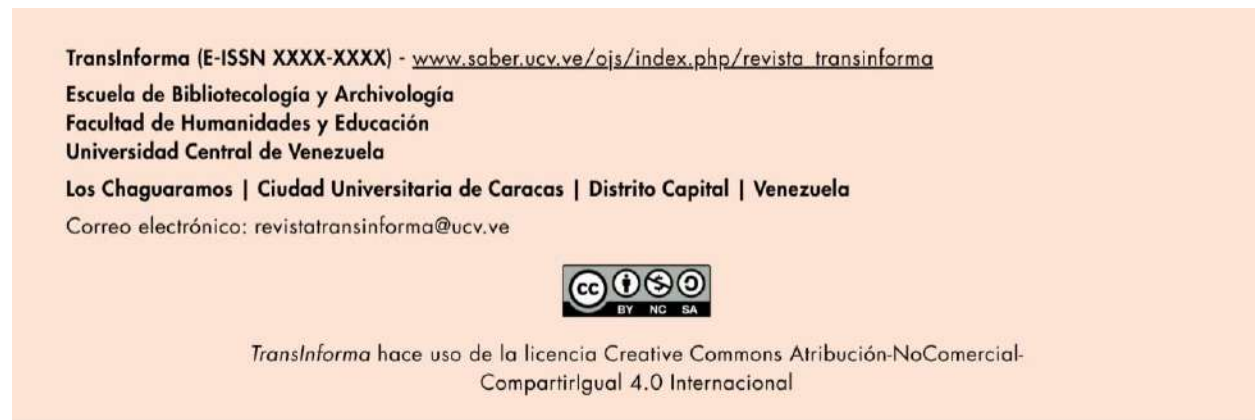 TransInforma (E-ISSN XXXX-XXXX) - www.saber.ucv.ve/ojs/index.php/revista_transinforma
Escuela de Bibliotecología y Archivología
Facultad de Humanidades y Educación
Universidad Central de Venezuela
Los Chaguaramos | Ciudad Universitaria de Caracas | Distrito Capital | Venezuela
Correo electrónico: revistatransinforma@ucv.ve
cc BY NC SA
TransInforma hace uso de la licencia Creative Commons Atribución-NoComercial-
CompartirIgual 4.0 Internacional